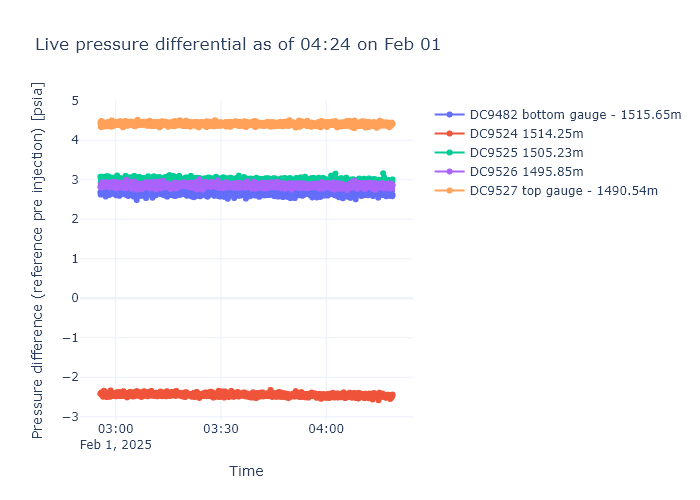 Live pressure differential as of 04:24 on Feb 01
Pressure difference (reference pre injection) [psia]
5
4
3
2
1
0
−1
−2
−3
03:00
Feb 1, 2025
03:30
04:00
Time
DC9482 bottom gauge - 1515.65m
DC9524 1514.25m
DC9525 1505.23m
DC9526 1495.85m
DC9527 top gauge - 1490.54m